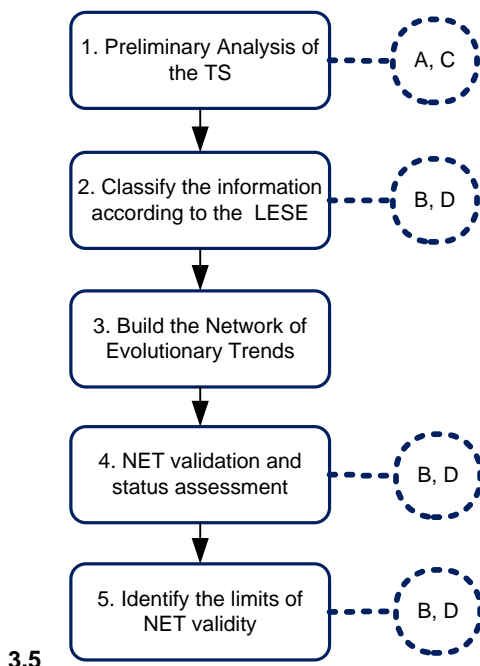 1. Preliminary Analysis of
the TS
A, C
2. Classify the information
according to the LESE
B, D
3. Build the Network of
Evolutionary Trends
4. NET validation and
status assessment
B, D
5. Identify the limits of
NET validity
B, D
3.5